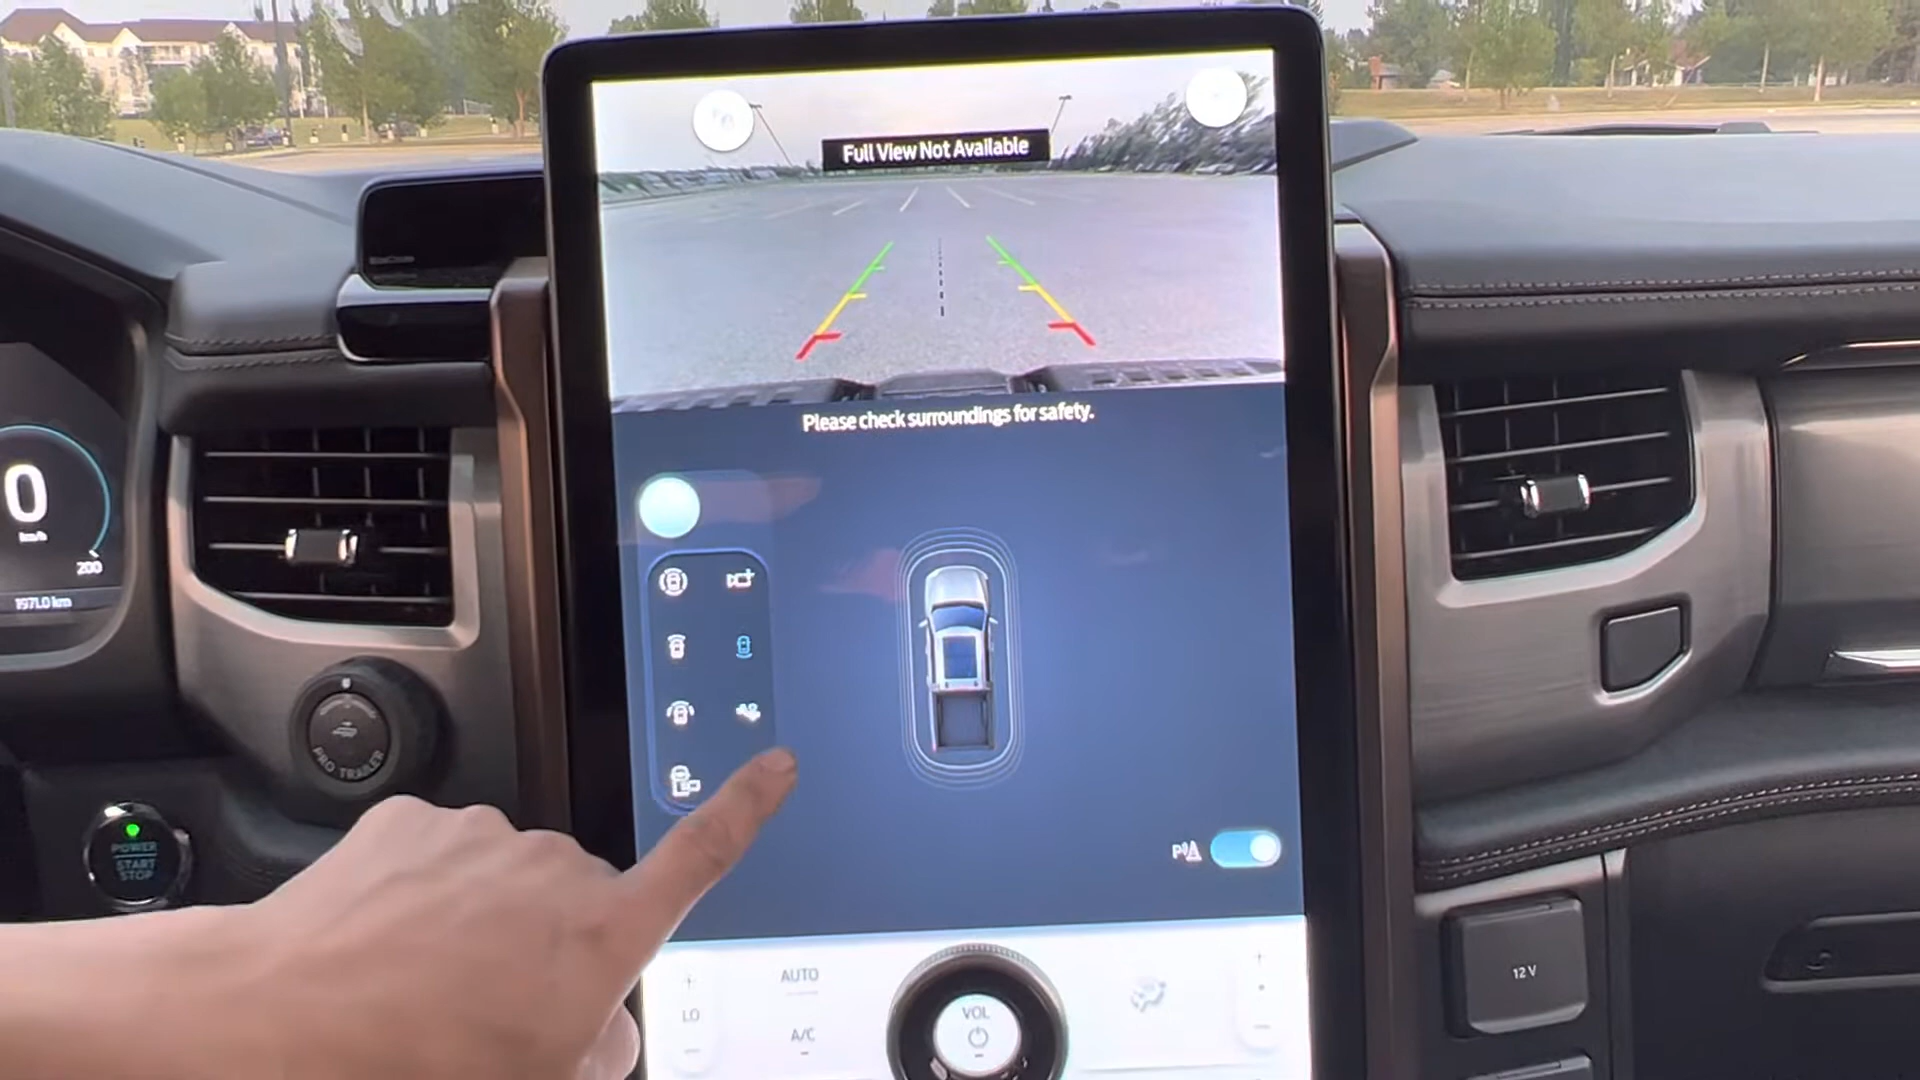 Full View Not Available
Please check surroundings for safety.
0
km/h
200
1971.0 km
PRO TRAILER
POWER
START
STOP
P
AUTO
LO
A/C
VOL
12 V